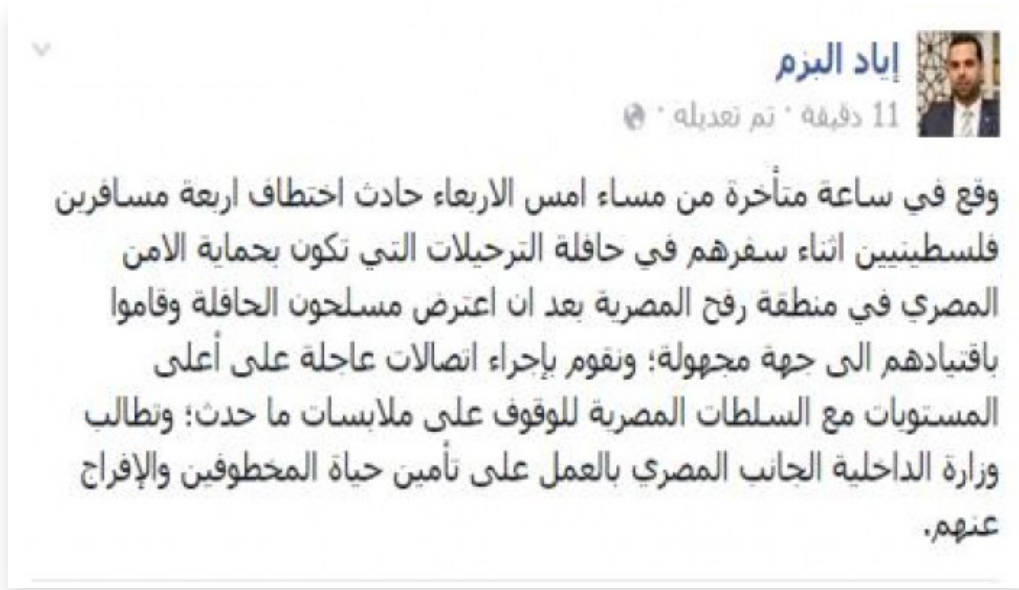 إياد البزم
11 دقيقة · تم تعديله ·
وقع في ساعة متأخرة من مساء امس الاربعاء حادث اختطاف اربعة مسافرين
فلسطينيين اثناء سفرهم في حافلة الترحيلات التي تكون بحماية الامن
المصري في منطقة رفح المصرية بعد ان اعترض مسلحون الحافلة وقاموا
باقتيادهم الى جهة مجهولة؛ ونقوم بإجراء اتصالات عاجلة على أعلى
المستويات مع السلطات المصرية للوقوف على ملابسات ما حدث؛ وتطالب
وزارة الداخلية الجانب المصري بالعمل على تأمين حياة المخطوفين والإفراج
عنهم.